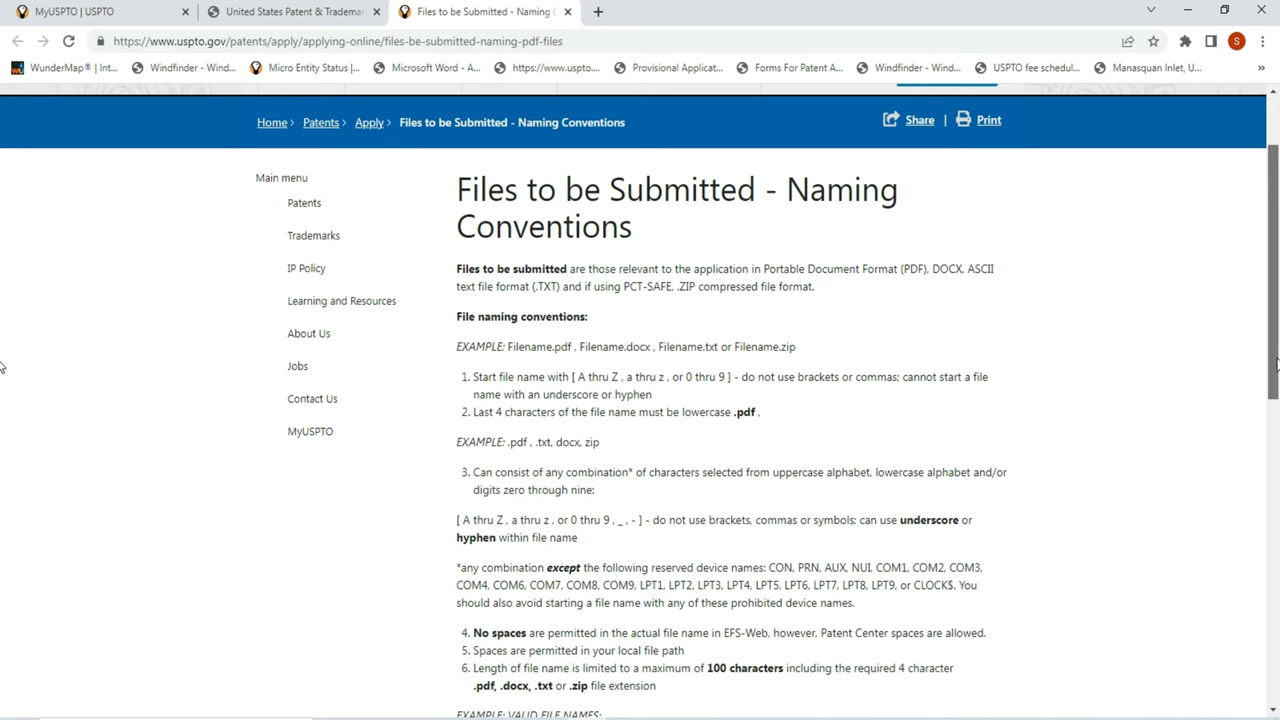 MyUSPTO | USPTO
United States Patent & Trademar
Files to be Submitted - Naming C
https://www.uspto.gov/patents/apply/applying-online/files-be-submitted-naming-pdf-files
S
WunderMap® | Int...
Windfinder - Wind...
Micro Entity Status |...
Microsoft Word - A...
https://www.uspto....
Provisional Applicat...
Forms For Patent A...
Windfinder - Wind...
USPTO fee schedul...
Manasquan Inlet, U...
»
Home > Patents > Apply > Files to be Submitted - Naming Conventions
Share | Print
Main menu
Patents
Trademarks
IP Policy
Learning and Resources
About Us
Jobs
Contact Us
MyUSPTO
Files to be Submitted - Naming
Conventions
Files to be submitted are those relevant to the application in Portable Document Format (PDF), DOCX, ASCII
text file format (.TXT) and if using PCT-SAFE, .ZIP compressed file format.
File naming conventions:
EXAMPLE: Filename.pdf , Filename.docx , Filename.txt or Filename.zip
1. Start file name with [ A thru Z , a thru z , or 0 thru 9 ] - do not use brackets or commas; cannot start a file
name with an underscore or hyphen
2. Last 4 characters of the file name must be lowercase .pdf ,
EXAMPLE: .pdf , .txt, docx, zip
3. Can consist of any combination* of characters selected from uppercase alphabet, lowercase alphabet and/or
digits zero through nine:
[ A thru Z , a thru z , or 0 thru 9 , _ , - ] - do not use brackets, commas or symbols; can use underscore or
hyphen within file name
*any combination except the following reserved device names: CON, PRN, AUX, NUI, COM1, COM2, COM3,
COM4, COM6, COM7, COM8, COM9, LPT1, LPT2, LPT3, LPT4, LPT5, LPT6, LPT7, LPT8, LPT9, or CLOCK$. You
should also avoid starting a file name with any of these prohibited device names.
4. No spaces are permitted in the actual file name in EFS-Web, however, Patent Center spaces are allowed.
5. Spaces are permitted in your local file path
6. Length of file name is limited to a maximum of 100 characters including the required 4 character
.pdf, .docx, .txt or .zip file extension
EXAMPLE: VALID FILE NAMES: